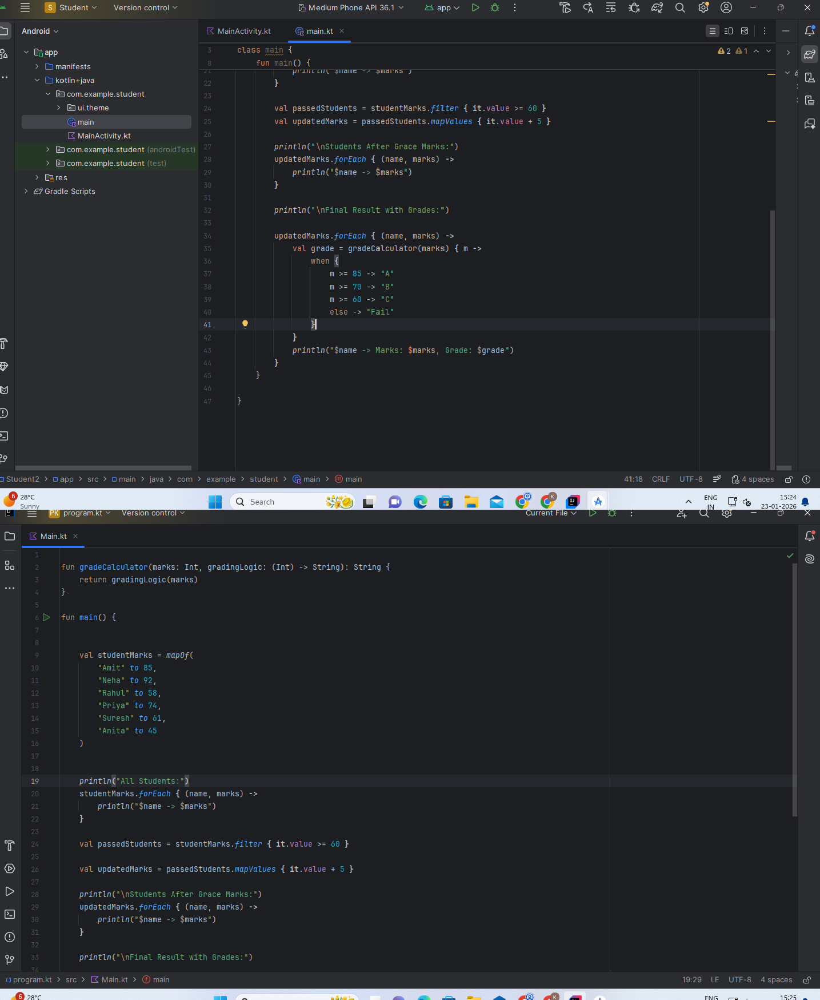 S Student Version control Medium Phone API 36.1 app
Android MainActivity.kt main.kt
app
manifests
kotlin+java
com.example.student
ui.theme
main
MainActivity.kt
com.example.student (androidTest)
com.example.student (test)
res
Gradle Scripts
3 class main { 2 1
8 fun main() {
21 println("$name -> $marks")
22 }
23
24 val passedStudents = studentMarks.filter { it.value >= 60 }
25 val updatedMarks = passedStudents.mapValues { it.value + 5 }
26
27 println("\nStudents After Grace Marks:")
28 updatedMarks.forEach { (name, marks) ->
29 println("$name -> $marks")
30 }
31
32 println("\nFinal Result with Grades:")
33
34 updatedMarks.forEach { (name, marks) ->
35 val grade = gradeCalculator(marks) { m ->
36 when {
37 m >= 85 -> "A"
38 m >= 70 -> "B"
39 m >= 60 -> "C"
40 else -> "Fail"
41 }
42 }
43 println("$name -> Marks: $marks, Grade: $grade")
44 }
45 }
46
47 }
Student2 > app > src > main > java > com > example > student > main > main 41:18 CRLF UTF-8 4 spaces
6 28°C Search K ENG 15:24
Sunny IN 23-01-2026
PK program.kt Version control Current File
Main.kt
1
2 fun gradeCalculator(marks: Int, gradingLogic: (Int) -> String): String {
3 return gradingLogic(marks)
4 }
5
6 fun main() {
7
8
9 val studentMarks = mapOf(
10 "Amit" to 85,
11 "Neha" to 92,
12 "Rahul" to 58,
13 "Priya" to 74,
14 "Suresh" to 61,
15 "Anita" to 45
16 )
17
18
19 println("All Students:")
20 studentMarks.forEach { (name, marks) ->
21 println("$name -> $marks")
22 }
23
24 val passedStudents = studentMarks.filter { it.value >= 60 }
25
26 val updatedMarks = passedStudents.mapValues { it.value + 5 }
27
28 println("\nStudents After Grace Marks:")
29 updatedMarks.forEach { (name, marks) ->
30 println("$name -> $marks")
31 }
32
33 println("\nFinal Result with Grades:")
34
program.kt > src > Main.kt > main 19:29 LF UTF-8 4 spaces
6 28°C K ENG 15:25